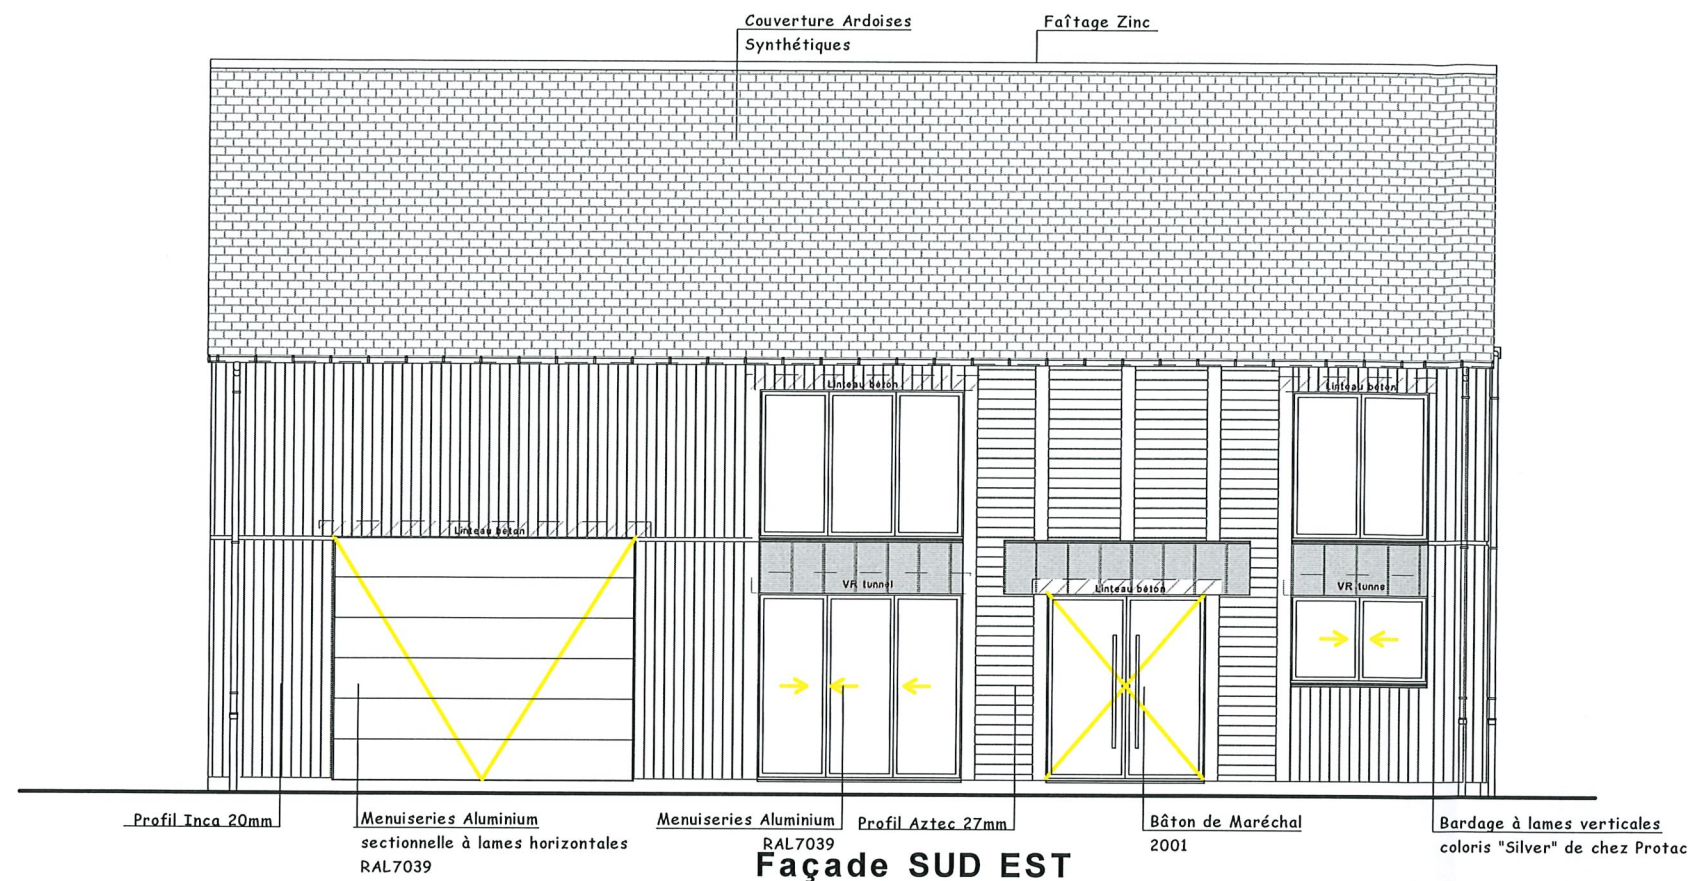 Couverture Ardoises
Synthétiques
Faîtage Zinc
Linteau béton
Linteau béton
Linteau béton
VR tunnel
Linteau béton
VR tunne
Profil Inca 20mm
Menuiseries Aluminium
sectionnelle à lames horizontales
RAL7039
Menuiseries Aluminium
RAL7039
Profil Aztec 27mm
Bâton de Maréchal
2001
Bardage à lames verticales
coloris "Silver" de chez Protac
Façade SUD EST